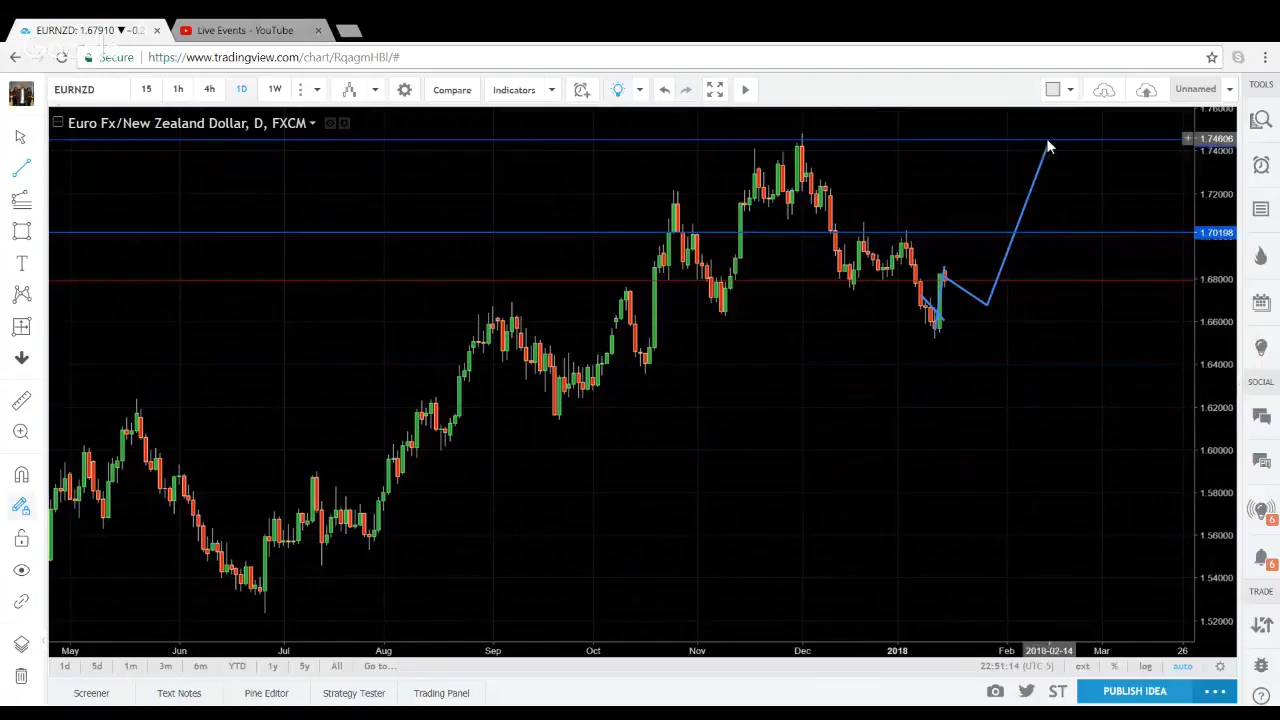 EURNZD: 1.67910 ▼−0.2
Live Events - YouTube
Secure
https://www.tradingview.com/chart/RqagmHBl/#
EURNZD 15 1h 4h 1D 1W Compare Indicators Unnamed
TOOLS
Euro Fx/New Zealand Dollar, D, FXCM
1.76000
1.74606
1.74000
1.72000
1.70198
1.68000
1.66000
1.64000
1.62000
1.60000
1.58000
1.56000
1.54000
1.52000
SOCIAL
6
6
TRADE
May Jun Jul Aug Sep Oct Nov Dec 2018 Feb 2018-02-14 Mar 26
1d 5d 1m 3m 6m YTD 1y 5y All Go to... 22:51:14 (UTC-5) ext % log auto
Screener Text Notes Pine Editor Strategy Tester Trading Panel ST PUBLISH IDEA